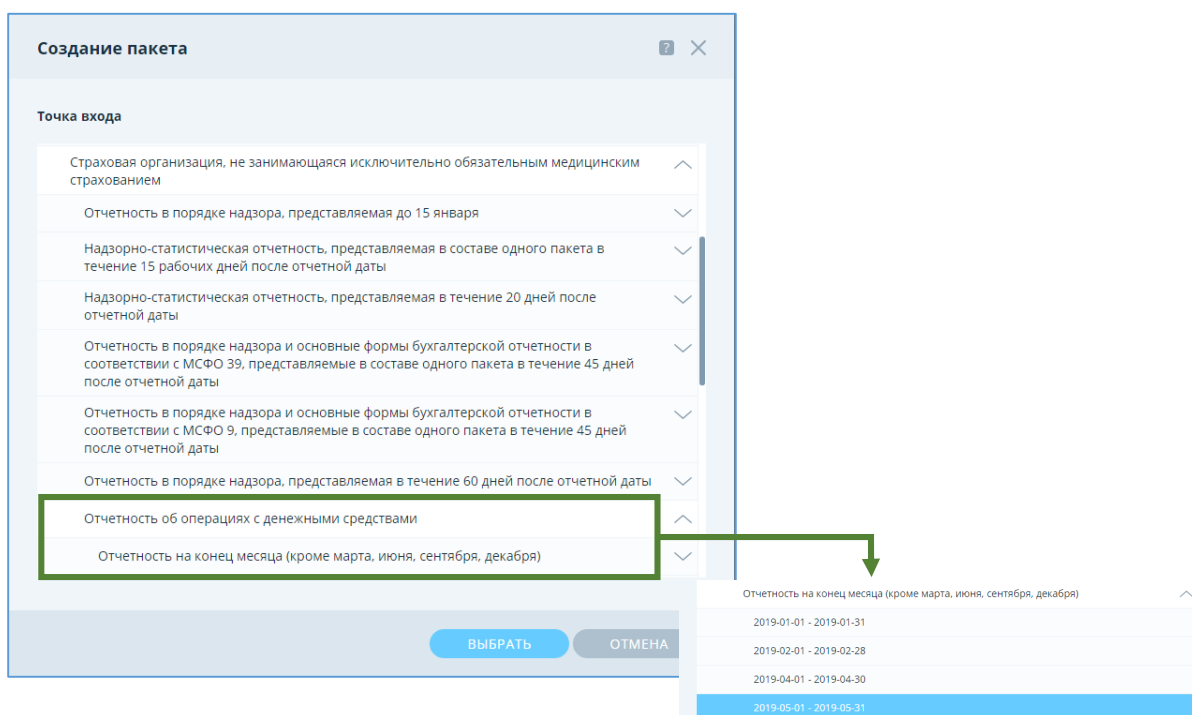 Создание пакета
?
Точка входа
Страховая организация, не занимающаяся исключительно обязательным медицинским
страхованием
Отчетность в порядке надзора, представляемая до 15 января
Надзорно-статистическая отчетность, представляемая в составе одного пакета в
течение 15 рабочих дней после отчетной даты
Надзорно-статистическая отчетность, представляемая в течение 20 дней после
отчетной даты
Отчетность в порядке надзора и основные формы бухгалтерской отчетности в
соответствии с МСФО 39, представляемые в составе одного пакета в течение 45 дней
после отчетной даты
Отчетность в порядке надзора и основные формы бухгалтерской отчетности в
соответствии с МСФО 9, представляемые в составе одного пакета в течение 45 дней
после отчетной даты
Отчетность в порядке надзора, представляемая в течение 60 дней после отчетной даты
Отчетность об операциях с денежными средствами
Отчетность на конец месяца (кроме марта, июня, сентября, декабря)
ВЫБРАТЬ
ОТМЕНА
Отчетность на конец месяца (кроме марта, июня, сентября, декабря)
2019-01-01 - 2019-01-31
2019-02-01 - 2019-02-28
2019-04-01 - 2019-04-30
2019-05-01 - 2019-05-31